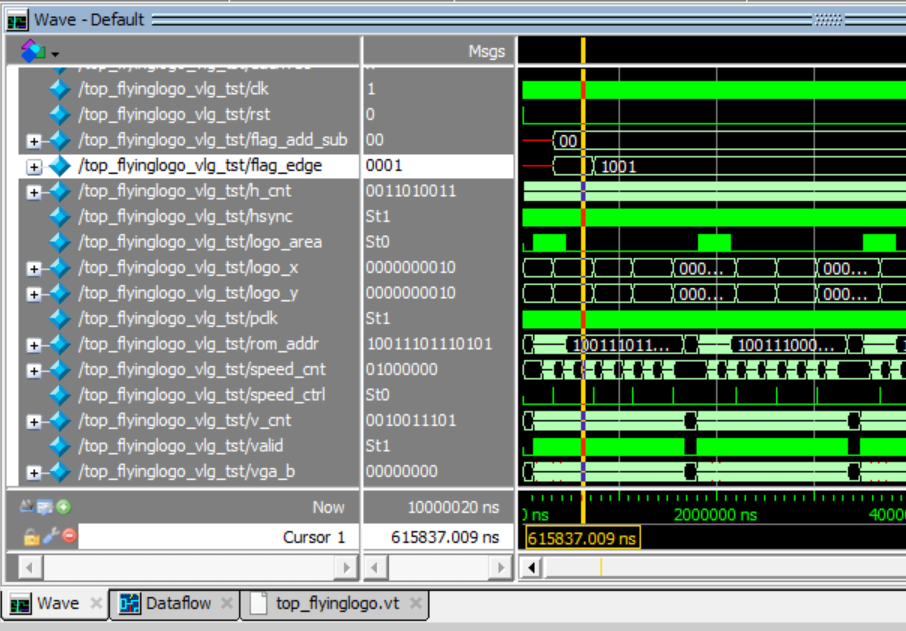 Wave - Default
Msgs
/top_flyinglogo_vlg_tst/clk 1
/top_flyinglogo_vlg_tst/rst 0
/top_flyinglogo_vlg_tst/flag_add_sub 00 00
/top_flyinglogo_vlg_tst/flag_edge 0001 1001
/top_flyinglogo_vlg_tst/h_cnt 0011010011
/top_flyinglogo_vlg_tst/hsync St1
/top_flyinglogo_vlg_tst/logo_area St0
/top_flyinglogo_vlg_tst/logo_x 0000000010 000... 000...
/top_flyinglogo_vlg_tst/logo_y 0000000010 000... 000...
/top_flyinglogo_vlg_tst/pclk St1
/top_flyinglogo_vlg_tst/rom_addr 10011101110101 100111011... 100111000...
/top_flyinglogo_vlg_tst/speed_cnt 01000000
/top_flyinglogo_vlg_tst/speed_ctrl St0
/top_flyinglogo_vlg_tst/v_cnt 0010011101
/top_flyinglogo_vlg_tst/valid St1
/top_flyinglogo_vlg_tst/vga_b 00000000
Now 10000020 ns
ns 2000000 ns 4000
Cursor 1 615837.009 ns 615837.009 ns
Wave Dataflow top_flyinglogo.vt